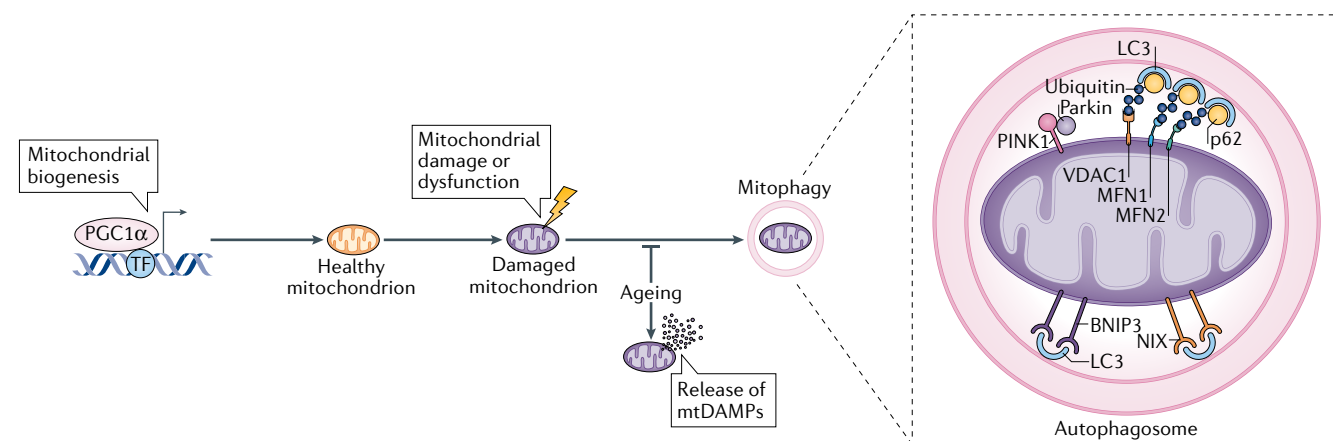 Mitochondrial
biogenesis
PGC1α
TF
Healthy
mitochondrion
Mitochondrial
damage or
dysfunction
Damaged
mitochondrion
Ageing
Release of
mtDAMPs
Mitophagy
LC3
Ubiquitin
Parkin
PINK1
p62
VDAC1
MFN1
MFN2
BNIP3
NIX
LC3
Autophagosome